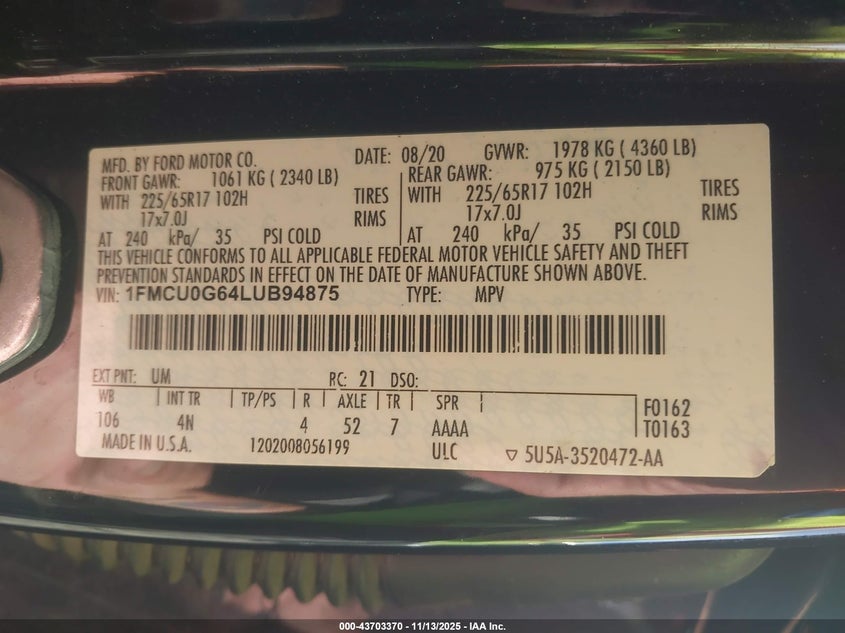 MFD. BY FORD MOTOR CO. DATE: 08/20 GVWR: 1978 KG ( 4360 LB)
FRONT GAWR: 1061 KG ( 2340 LB) REAR GAWR: 975 KG ( 2150 LB)
WITH 225/65R17 102H TIRES WITH 225/65R17 102H TIRES
17x7.0J RIMS 17x7.0J RIMS
AT 240 kPa/ 35 PSI COLD AT 240 kPa/ 35 PSI COLD
THIS VEHICLE CONFORMS TO ALL APPLICABLE FEDERAL MOTOR VEHICLE SAFETY AND THEFT
PREVENTION STANDARDS IN EFFECT ON THE DATE OF MANUFACTURE SHOWN ABOVE.
VIN: 1FMCU0G64LUB94875 TYPE: MPV
EXT PNT: UM RC: 21 DSO:
WB INT TR TP/PS R AXLE TR SPR F0162
106 4N 4 52 7 AAAA T0163
MADE IN U.S.A. 1202008056199 ULC ▽ 5U5A-3520472-AA
000-43703370 - 11/13/2025 - IAA Inc.